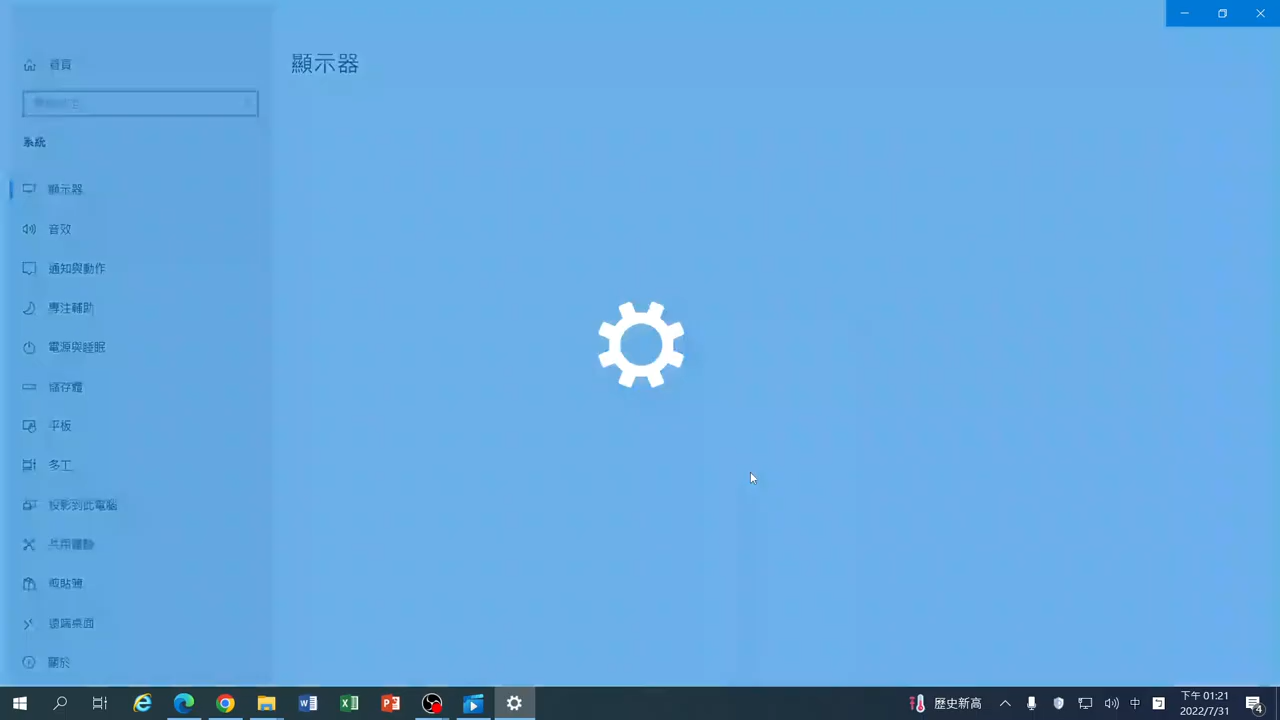 首頁
顯示器
系統
顯示器
音效
通知與動作
專注輔助
電源與睡眠
儲存體
平板
多工
投影到此電腦
共用體驗
剪貼簿
遠端桌面
關於
歷史新高
中
下午 01:21
2022/7/31
4